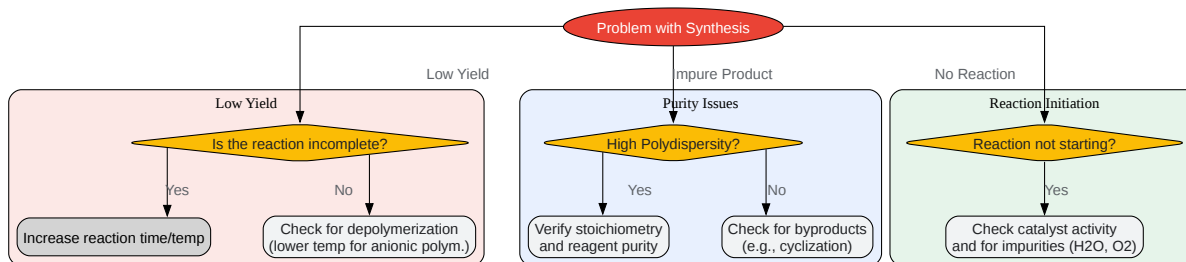 Problem with Synthesis
Low Yield
Impure Product
No Reaction
Low Yield
Purity Issues
Reaction Initiation
Is the reaction incomplete?
High Polydispersity?
Reaction not starting?
Yes
No
Yes
No
Yes
Increase reaction time/temp
Check for depolymerization
(lower temp for anionic polym.)
Verify stoichiometry
and reagent purity
Check for byproducts
(e.g., cyclization)
Check catalyst activity
and for impurities (H2O, O2)